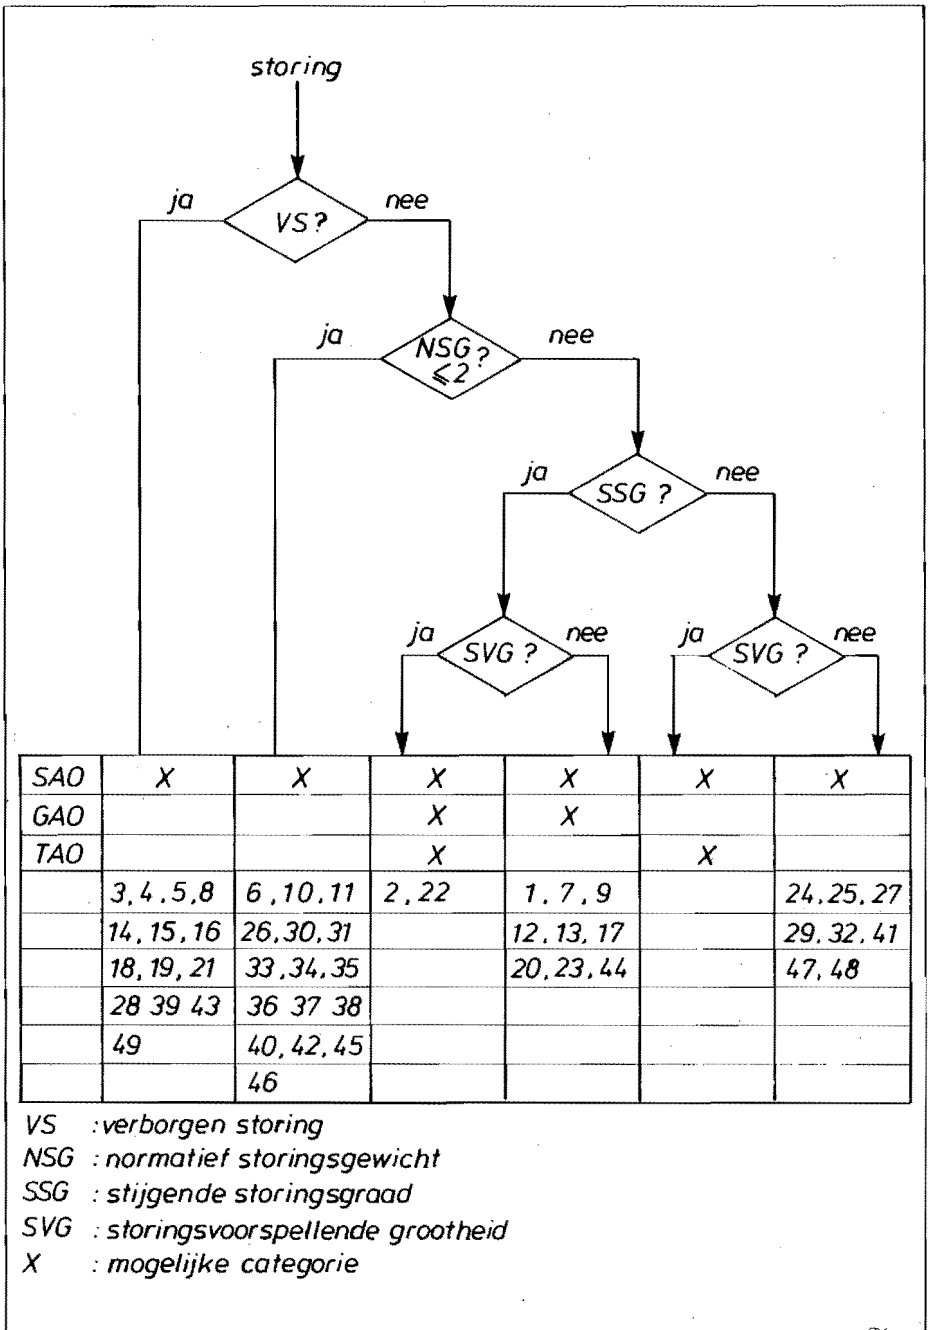 storing
ja nee
VS?
ja nee
NSG?
≤2
ja nee
SSG ?
ja nee ja nee
SVG ? SVG ?
SAO X X X X X X
GAO X X
TAO X X
3,4,5,8 6,10,11 2,22 1,7,9 24,25,27
14,15,16 26,30,31 12,13,17 29,32,41
18,19,21 33,34,35 20,23,44 47,48
28 39 43 36 37 38
49 40,42,45
46
VS :verborgen storing
NSG : normatief storingsgewicht
SSG : stijgende storingsgraad
SVG : storingsvoorspellende grootheid
X : mogelijke categorie